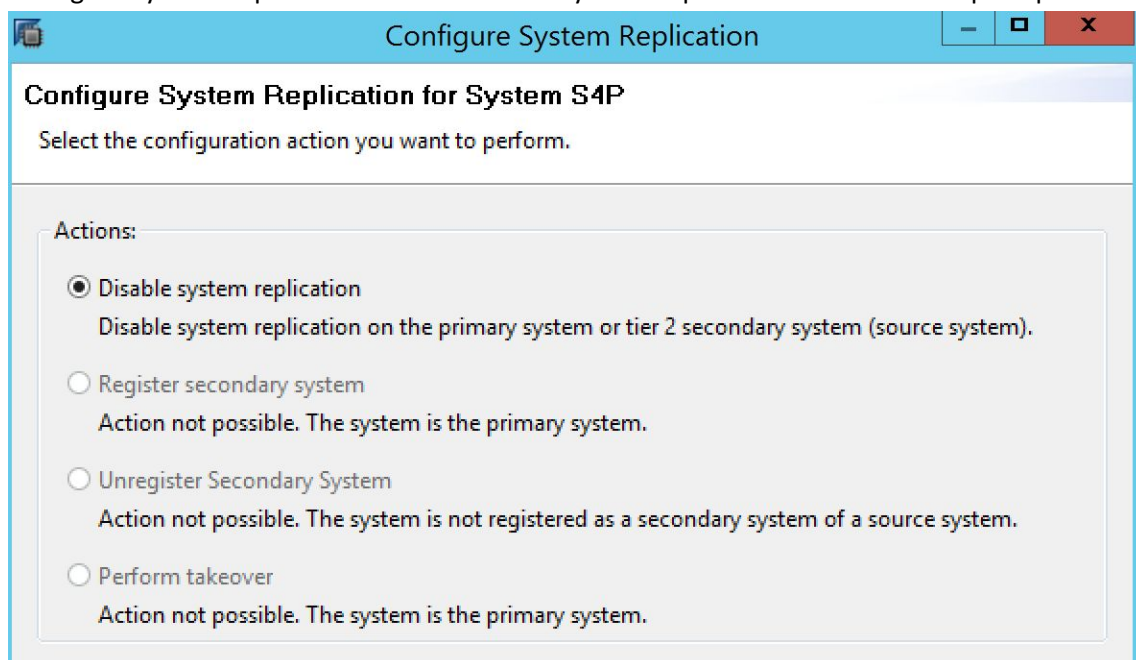 Configure System Replication
X
Configure System Replication for System S4P
Select the configuration action you want to perform.
Actions:
Disable system replication
Disable system replication on the primary system or tier 2 secondary system (source system).
Register secondary system
Action not possible. The system is the primary system.
Unregister Secondary System
Action not possible. The system is not registered as a secondary system of a source system.
Perform takeover
Action not possible. The system is the primary system.